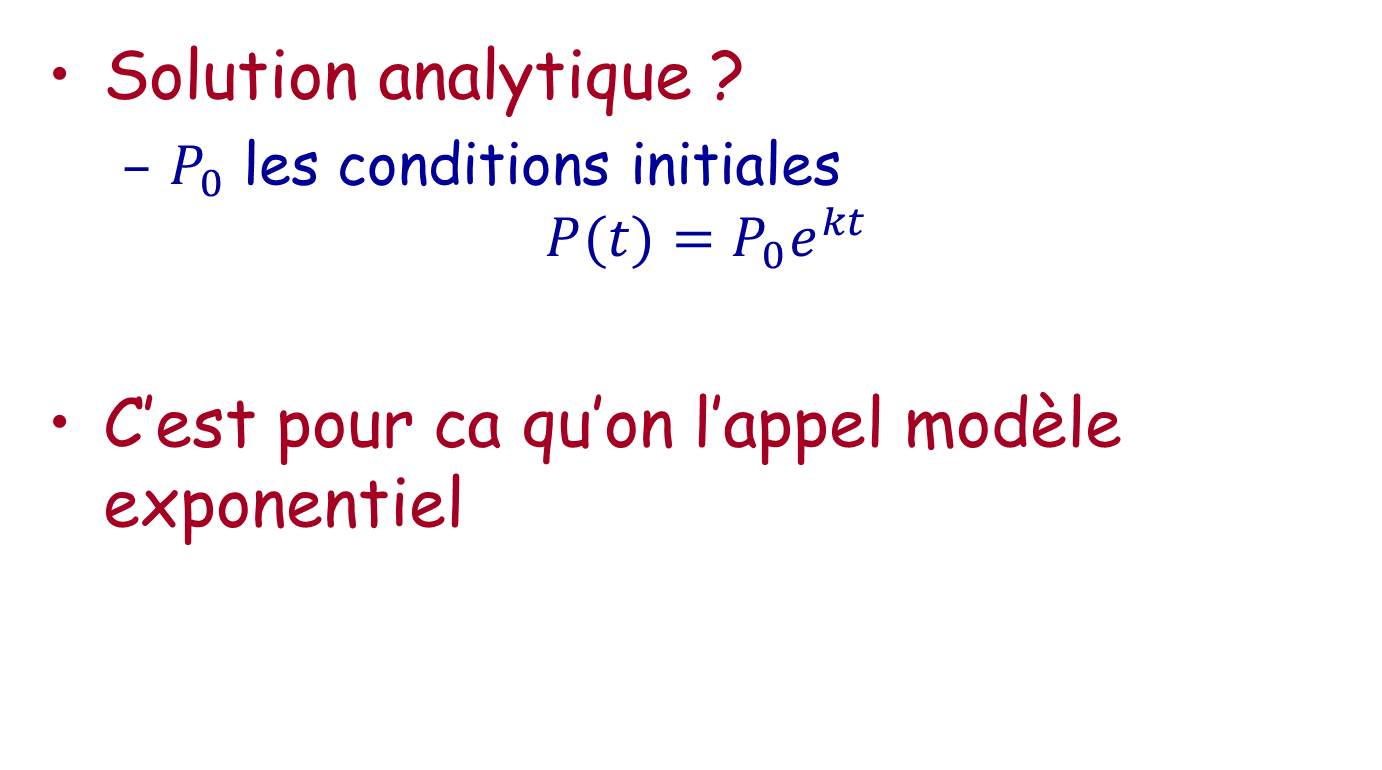 • Solution analytique ?
– P₀ les conditions initiales
P(t) = P₀e^{kt}
• C’est pour ca qu’on l’appel modèle
exponentiel